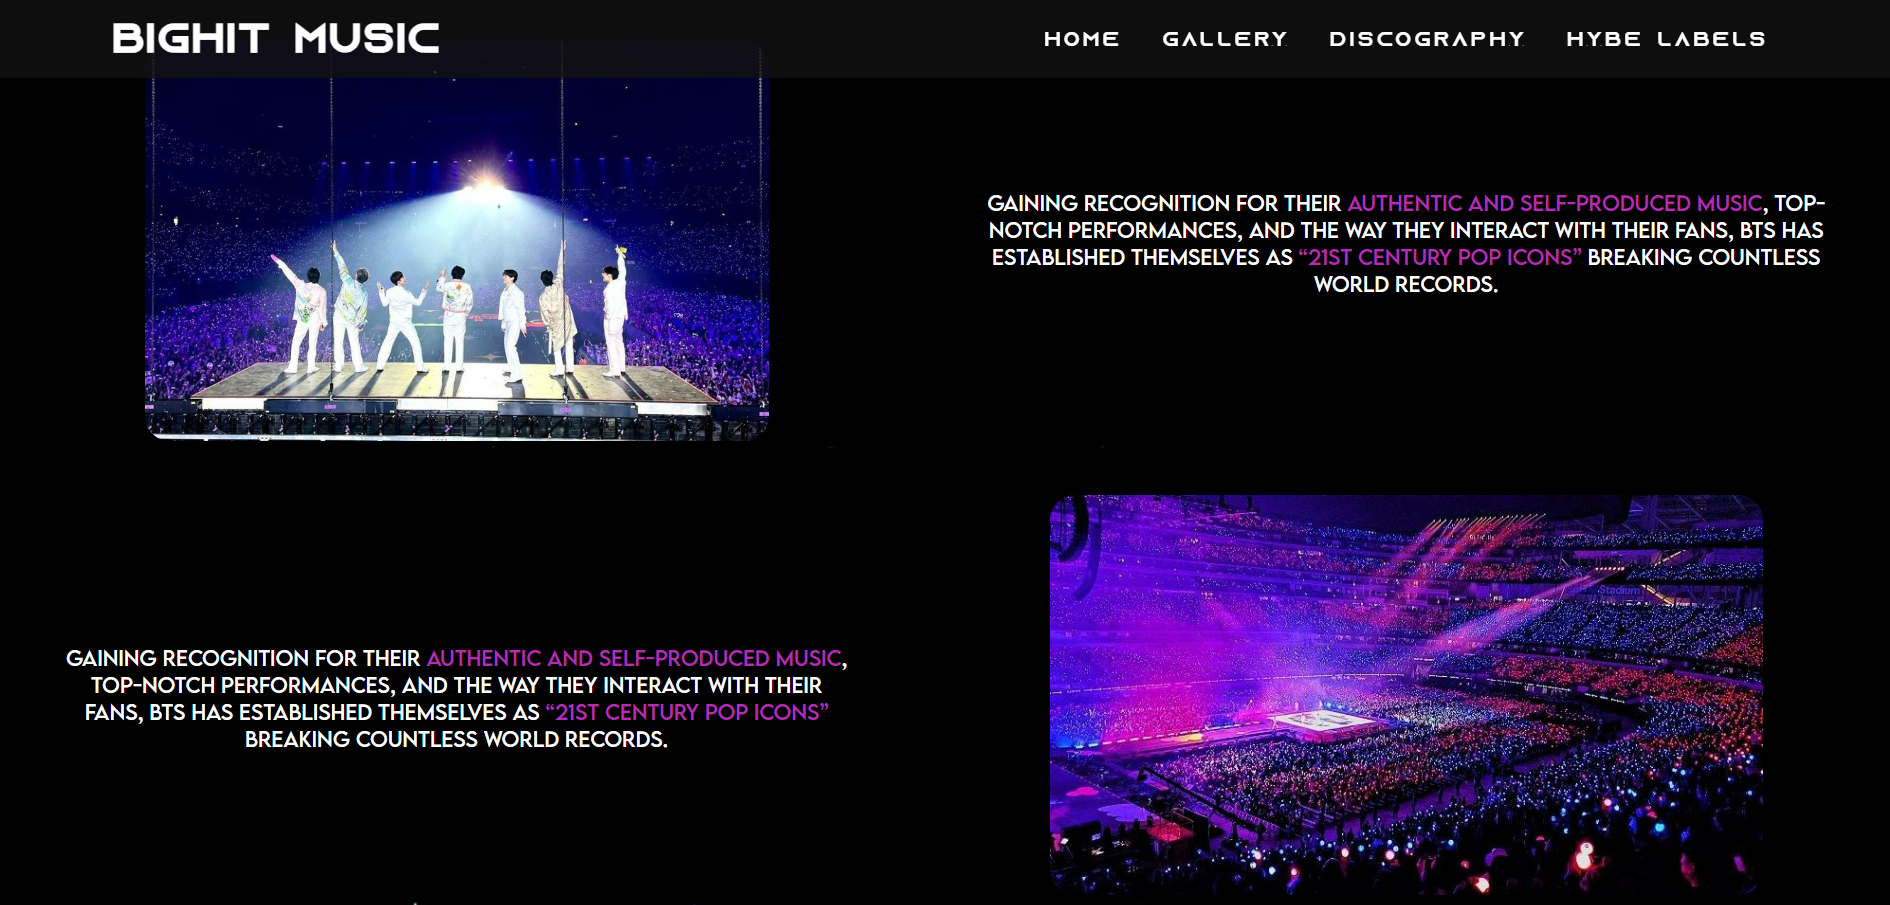 BIGHIT MUSIC
HOME GALLERY DISCOGRAPHY HYBE LABELS
GAINING RECOGNITION FOR THEIR AUTHENTIC AND SELF-PRODUCED MUSIC, TOP-
NOTCH PERFORMANCES, AND THE WAY THEY INTERACT WITH THEIR FANS, BTS HAS
ESTABLISHED THEMSELVES AS “21ST CENTURY POP ICONS” BREAKING COUNTLESS
WORLD RECORDS.
Stadium
GAINING RECOGNITION FOR THEIR AUTHENTIC AND SELF-PRODUCED MUSIC,
TOP-NOTCH PERFORMANCES, AND THE WAY THEY INTERACT WITH THEIR
FANS, BTS HAS ESTABLISHED THEMSELVES AS “21ST CENTURY POP ICONS”
BREAKING COUNTLESS WORLD RECORDS.